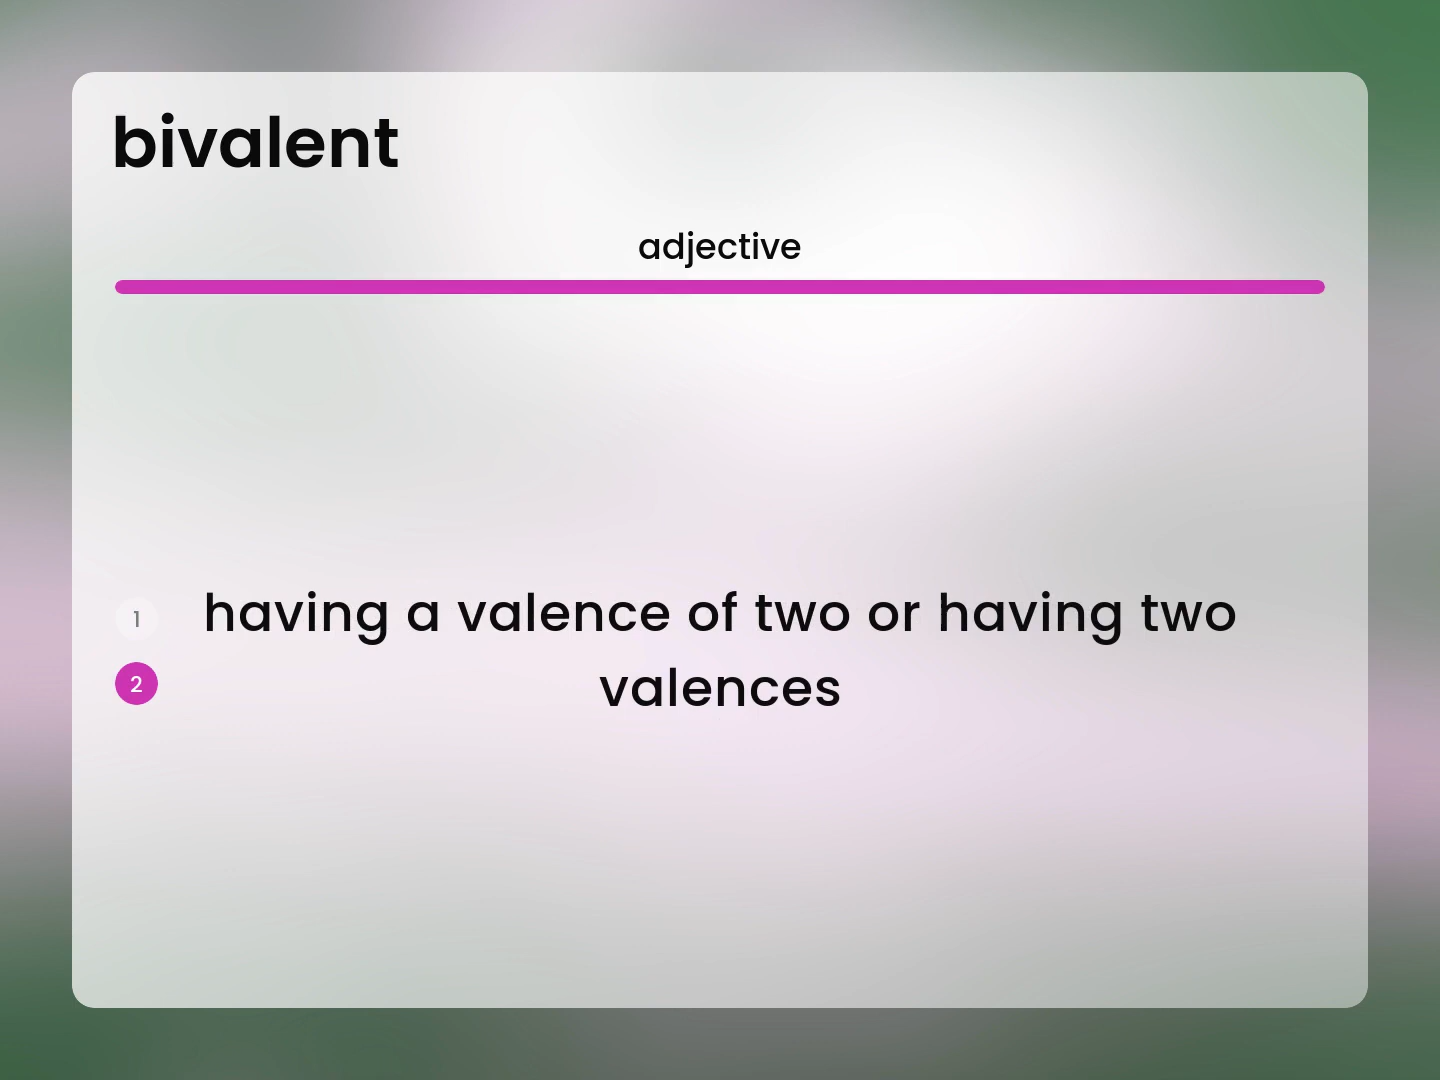 bivalent
adjective
1
2
having a valence of two or having two
valences